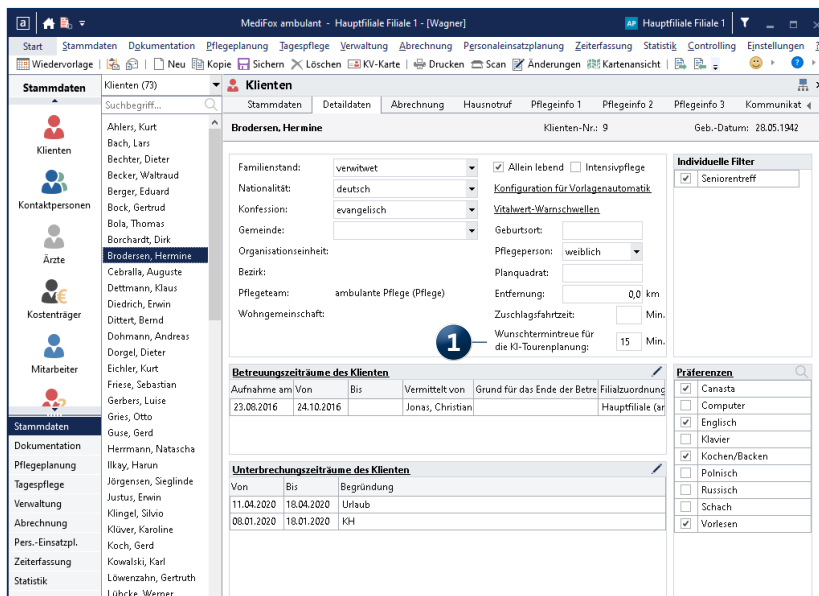 a MediFox ambulant - Hauptfiliale Filiale 1 - [Wagner] AP Hauptfiliale Filiale 1
Start Stammdaten Dokumentation Pflegeplanung Tagespflege Verwaltung Abrechnung Personaleinsatzplanung Zeiterfassung Statistik Controlling Einstellungen ?
Wiedervorlage Neu Kopie Sichern Löschen KV-Karte Drucken Scan Änderungen Kartenansicht
Stammdaten
Klienten
Kontaktpersonen
Ärzte
Kostenträger
Mitarbeiter
Stammdaten
Dokumentation
Pflegeplanung
Tagespflege
Verwaltung
Abrechnung
Pers.-Einsatzpl.
Zeiterfassung
Statistik
Klienten (73)
Suchbegriff...
Ahlers, Kurt
Bach, Lars
Bechter, Dieter
Becker, Waltraud
Berger, Eduard
Bock, Gertrud
Bola, Thomas
Borchardt, Dirk
Brodersen, Hermine
Cebralla, Auguste
Dettmann, Klaus
Diedrich, Erwin
Dittert, Bernd
Dohmann, Andreas
Dorgel, Dieter
Eichler, Kurt
Friese, Sebastian
Gerbers, Luise
Gries, Otto
Guse, Gerd
Herrmann, Natascha
Ilkay, Harun
Jörgensen, Sieglinde
Justus, Erwin
Klingel, Silvio
Klüver, Karoline
Koch, Gerd
Kowalski, Karl
Löwenzahn, Gertruth
Lübcke, Werner
Klienten
Stammdaten Detaildaten Abrechnung Hausnotruf Pflegeinfo 1 Pflegeinfo 2 Pflegeinfo 3 Kommunikat
Brodersen, Hermine Klienten-Nr.: 9 Geb.-Datum: 28.05.1942
Familienstand: verwitwet
Nationalität: deutsch
Konfession: evangelisch
Gemeinde:
Organisationseinheit:
Bezirk:
Pflegeteam: ambulante Pflege (Pflege)
Wohngemeinschaft:
Allein lebend Intensivpflege
Konfiguration für Vorlagenautomatik
Vitalwert-Warnschwellen
Geburtsort:
Pflegeperson: weiblich
Planquadrat:
Entfernung: 0,0 km
Zuschlagsfahrtzeit: Min.
1
Wunschtermintreue für
die KI-Tourenplanung: 15 Min.
Individuelle Filter
Seniorentreff
Betreuungszeiträume des Klienten
Aufnahme am Von Bis Vermittelt von Grund für das Ende der Betre Filialzuordnung
23.08.2016 24.10.2016 Jonas, Christian Hauptfiliale (ar
Unterbrechungszeiträume des Klienten
Von Bis Begründung
11.04.2020 18.04.2020 Urlaub
08.01.2020 18.01.2020 KH
Präferenzen
Canasta
Computer
Englisch
Klavier
Kochen/Backen
Polnisch
Russisch
Schach
Vorlesen